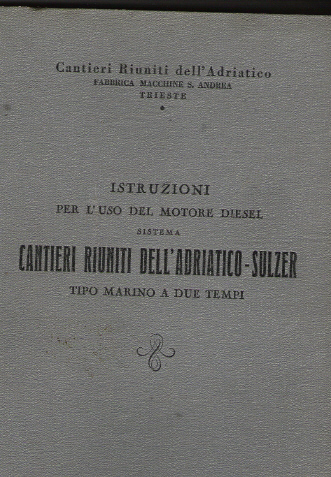 Cantieri Riuniti dell'Adriatico
FABBRICA MACCHINE S. ANDREA
TRIESTE
ISTRUZIONI
PER L'USO DEL MOTORE DIESEL
SISTEMA
CANTIERI RIUNITI DELL'ADRIATICO-SULZER
TIPO MARINO A DUE TEMPI